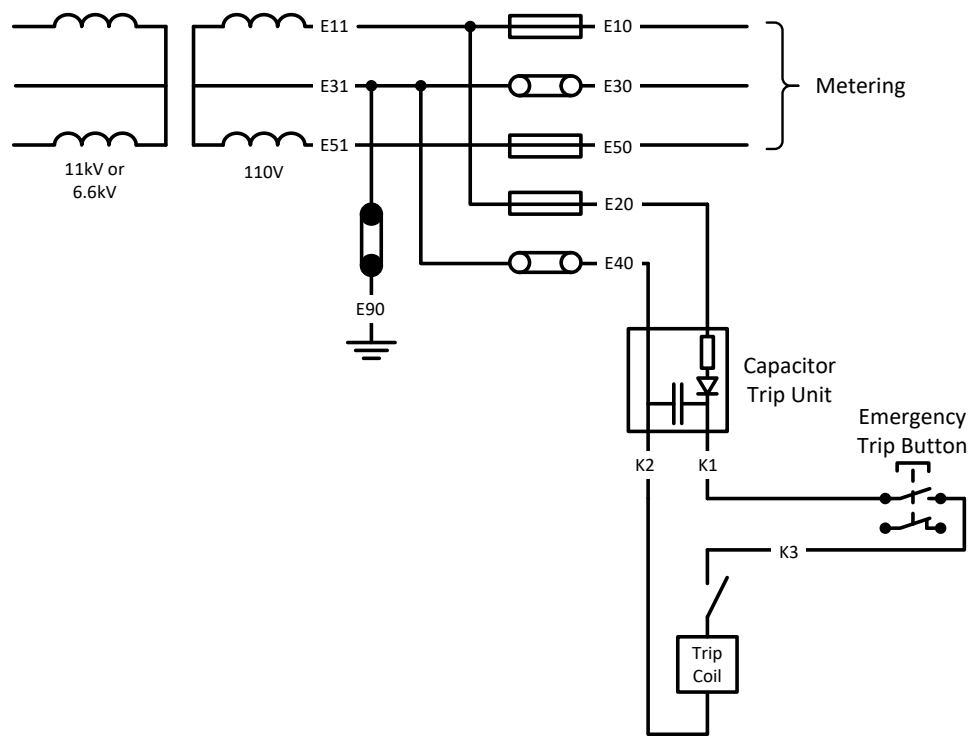 E11
E10
E31
E30
Metering
E51
E50
11kV or
6.6kV
110V
E20
E40
E90
Capacitor
Trip Unit
Emergency
Trip Button
K2
K1
K3
Trip
Coil